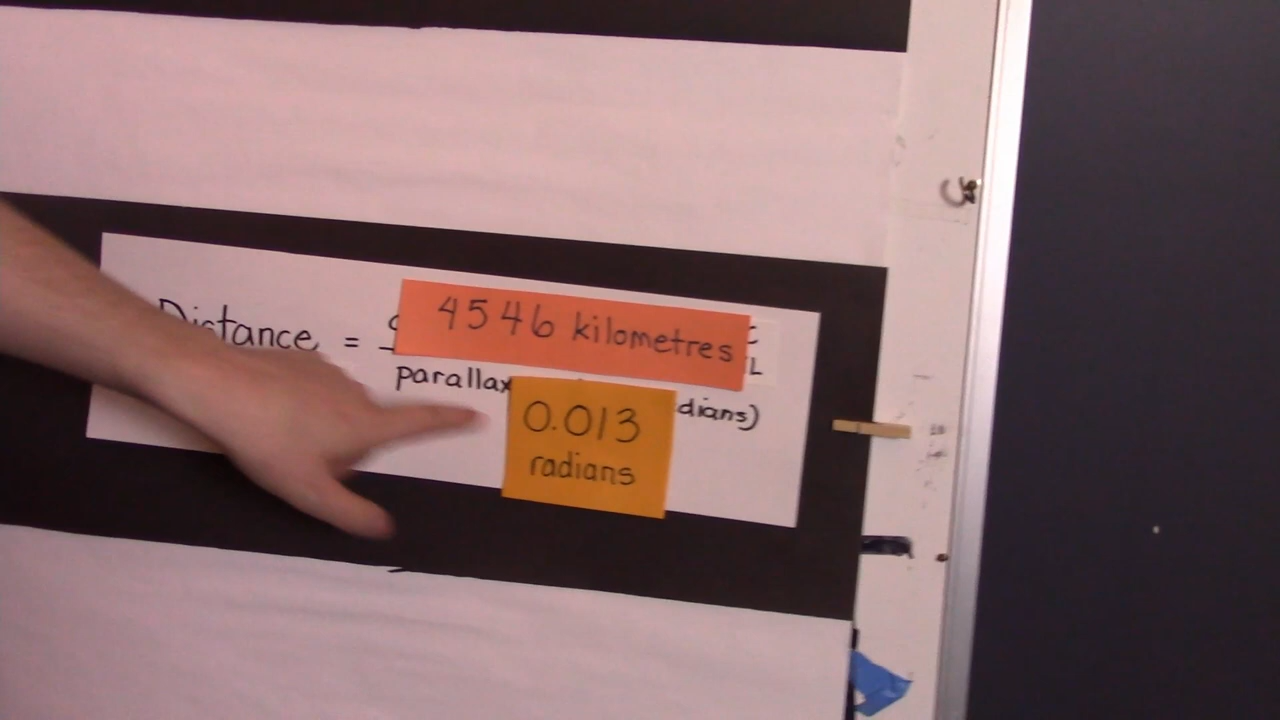 Distance =
4546 kilometres
parallax
dians)
0.013
radians